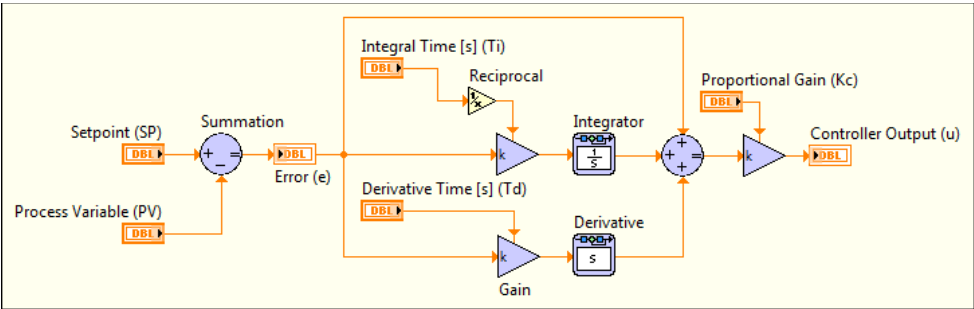 Integral Time [s] (Ti)
DBL
Reciprocal
1/x
Proportional Gain (Kc)
DBL
Setpoint (SP)
DBL
Summation
+
−
=
DBL
Error (e)
k
Integrator
1/s
+
+
+
=
k
Controller Output (u)
DBL
Process Variable (PV)
DBL
Derivative Time [s] (Td)
DBL
k
Gain
Derivative
s